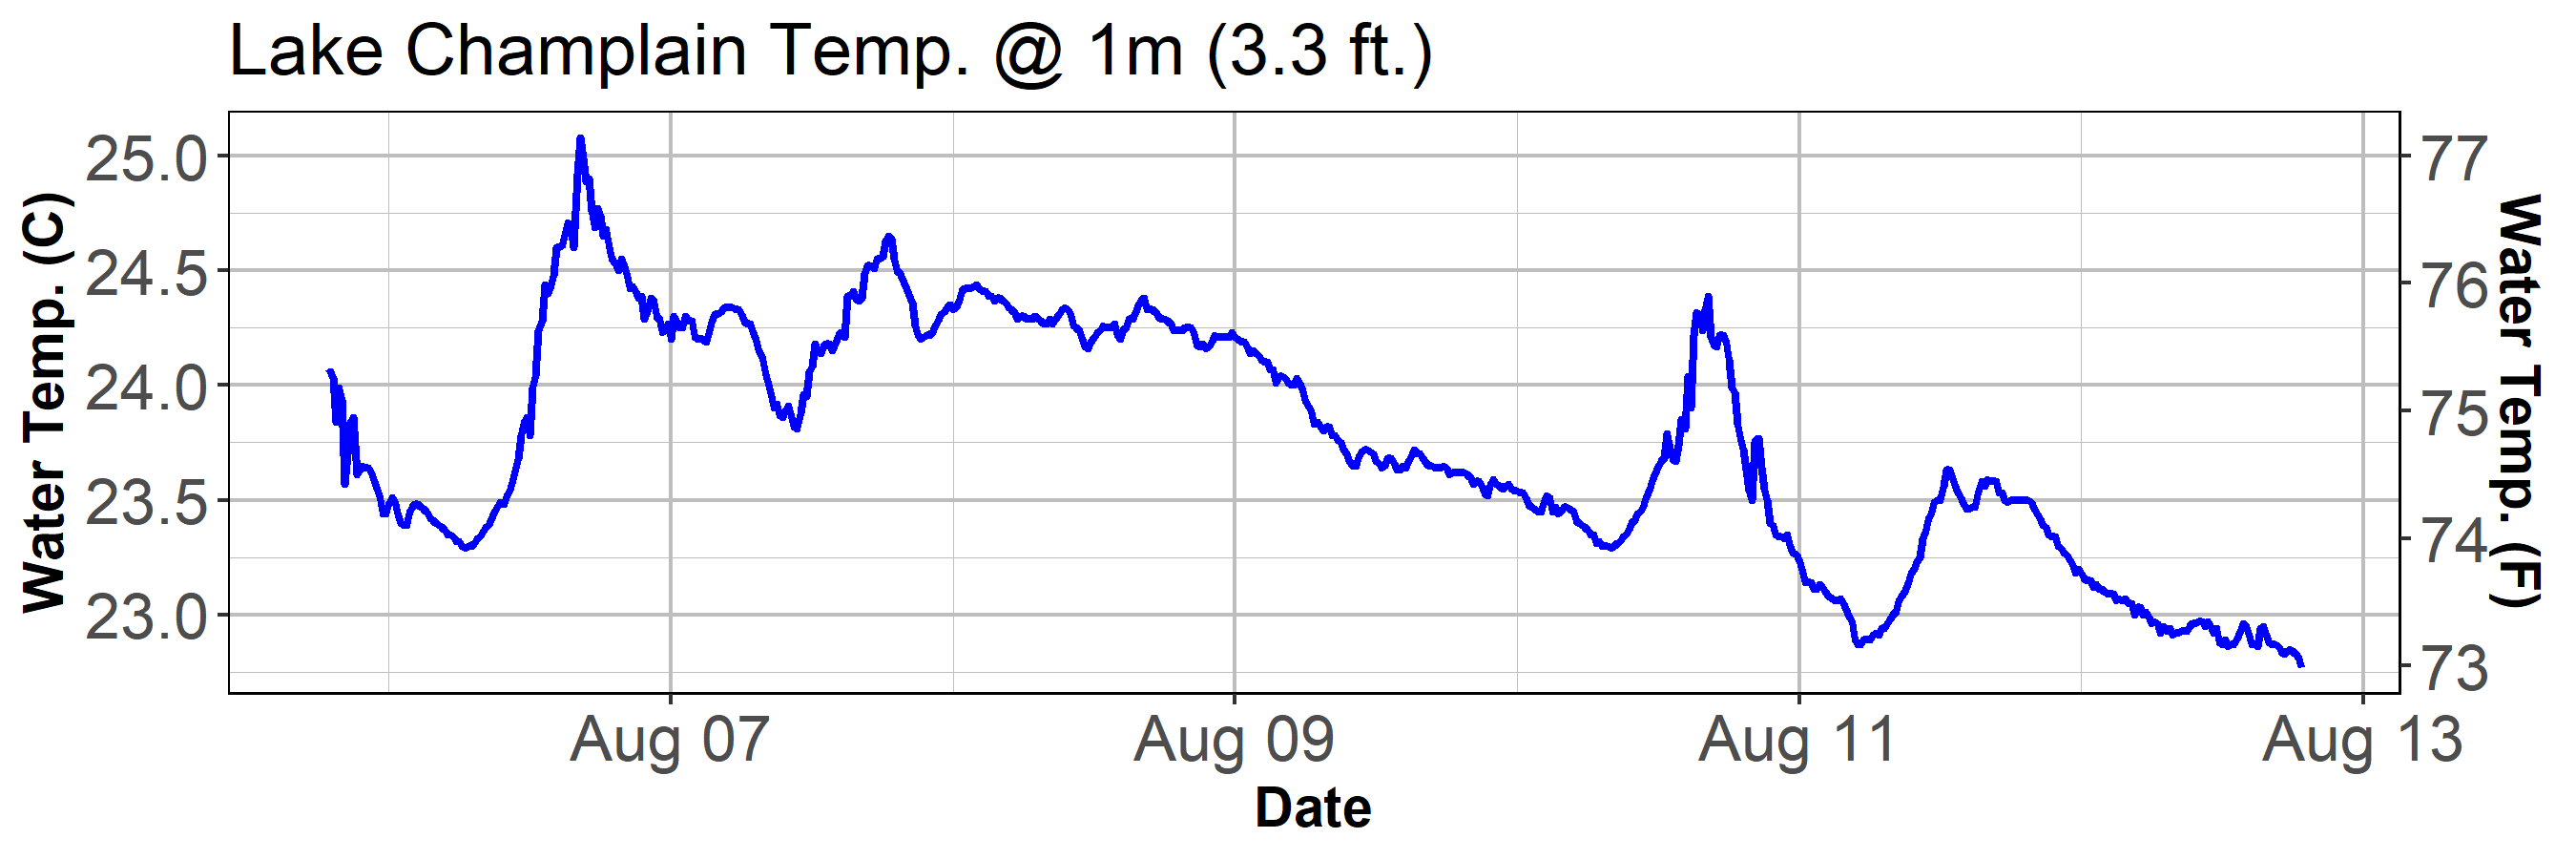 Lake Champlain Temp. @ 1m (3.3 ft.)
Water Temp. (C)
25.0
24.5
24.0
23.5
23.0
77
76
75
74
73
Water Temp. (F)
Aug 07
Aug 09
Aug 11
Aug 13
Date